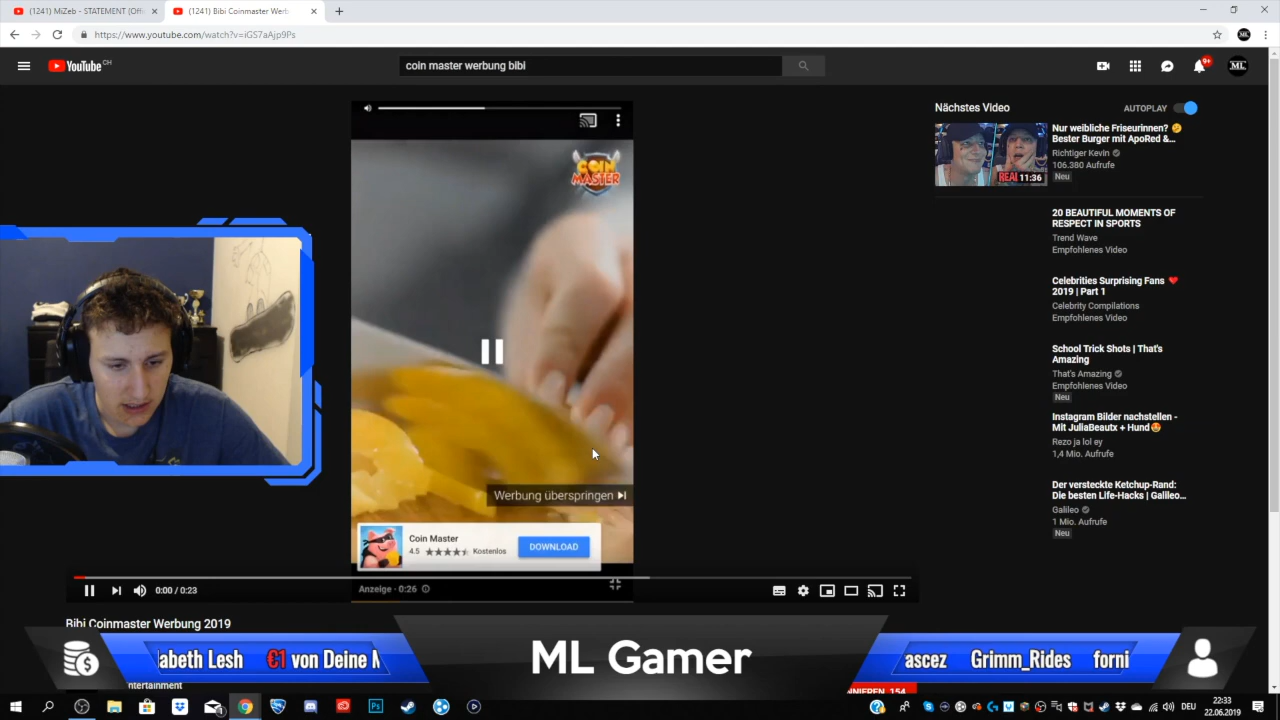 (1241) MiZeb - STATEMENT (Offi
(1241) Bibi Coinmaster Werb
https://www.youtube.com/watch?v=iGS7aAjp9Ps
ML
YouTube CH
coin master werbung bibi
9+
ML
Nächstes Video
AUTOPLAY
COIN MASTER
REAL 11:36
Nur weibliche Friseurinnen? 🤔
Bester Burger mit ApoRed &...
Richtiger Kevin
106.380 Aufrufe
Neu
20 BEAUTIFUL MOMENTS OF
RESPECT IN SPORTS
Trend Wave
Empfohlenes Video
Celebrities Surprising Fans ❤️
2019 | Part 1
Celebrity Compilations
Empfohlenes Video
School Trick Shots | That's
Amazing
That's Amazing
Empfohlenes Video
Neu
Instagram Bilder nachstellen -
Mit JuliaBeautx + Hund😍
Rezo ja lol ey
1,4 Mio. Aufrufe
Der versteckte Ketchup-Rand:
Die besten Life-Hacks | Galileo...
Galileo
1 Mio. Aufrufe
Neu
Werbung überspringen
Coin Master
4.5 Kostenlos
DOWNLOAD
Anzeige · 0:26
0:00 / 0:23
Bibi Coinmaster Werbung 2019
abeth Lesh €1 von Deine M
ML Gamer
ascez Grimm_Rides forni
ntertainment
NNIEREN 154
DEU
22:33
22.06.2019